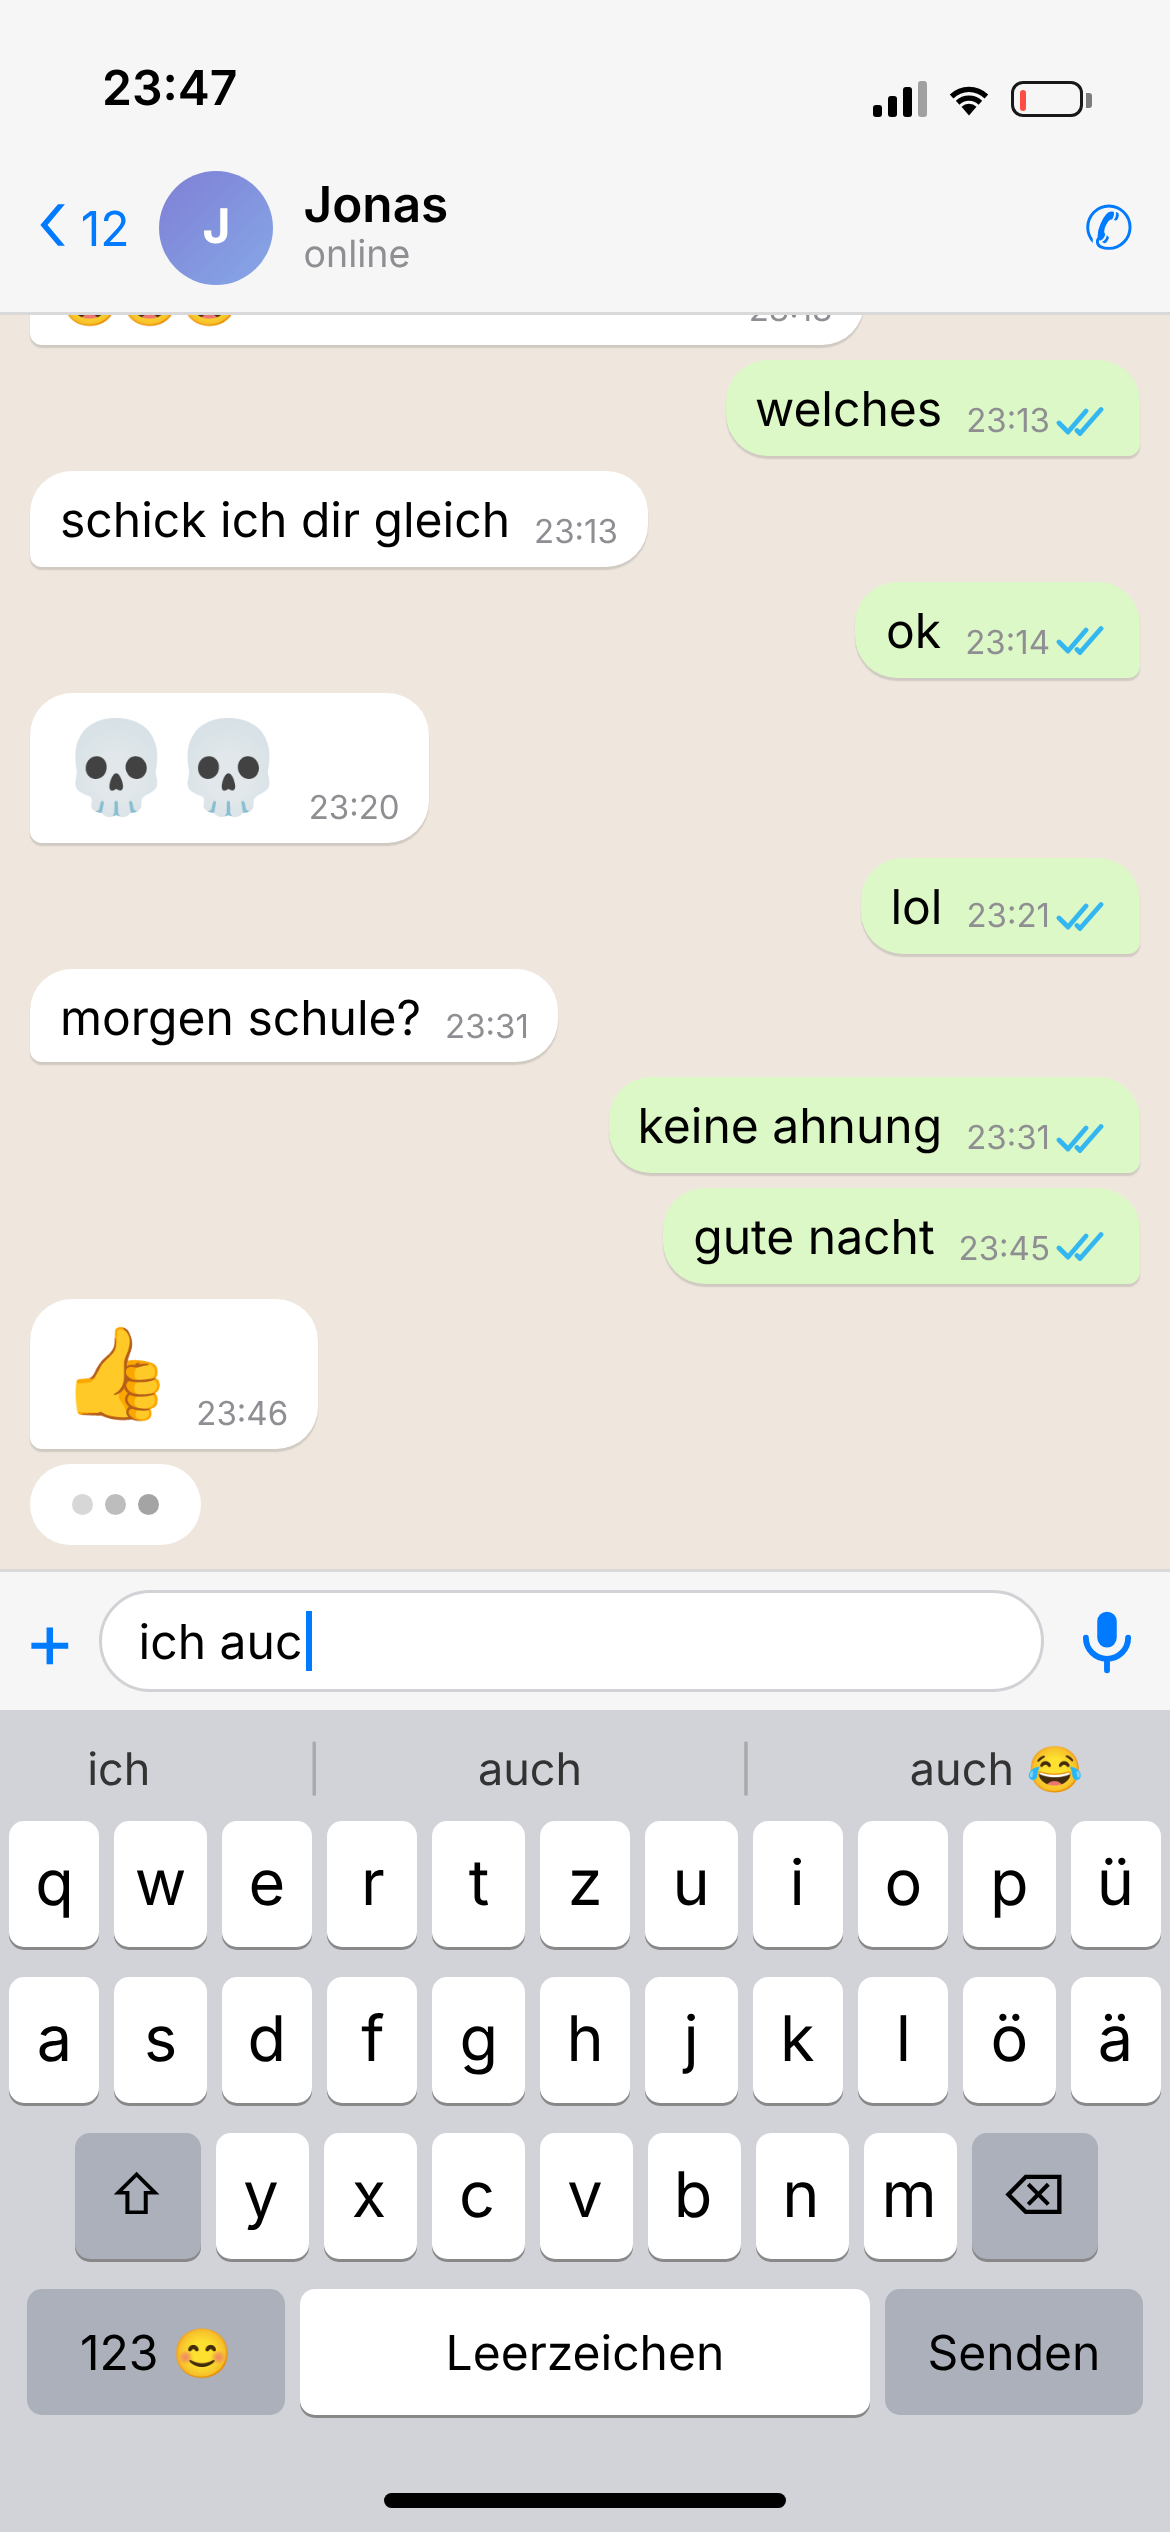 23:47
12
J
Jonas
online
welches 23:13
schick ich dir gleich 23:13
ok 23:14
💀💀 23:20
lol 23:21
morgen schule? 23:31
keine ahnung 23:31
gute nacht 23:45
👍 23:46
ich auc
ich auch auch 😂
q w e r t z u i o p ü
a s d f g h j k l ö ä
y x c v b n m
123 😊 Leerzeichen Senden